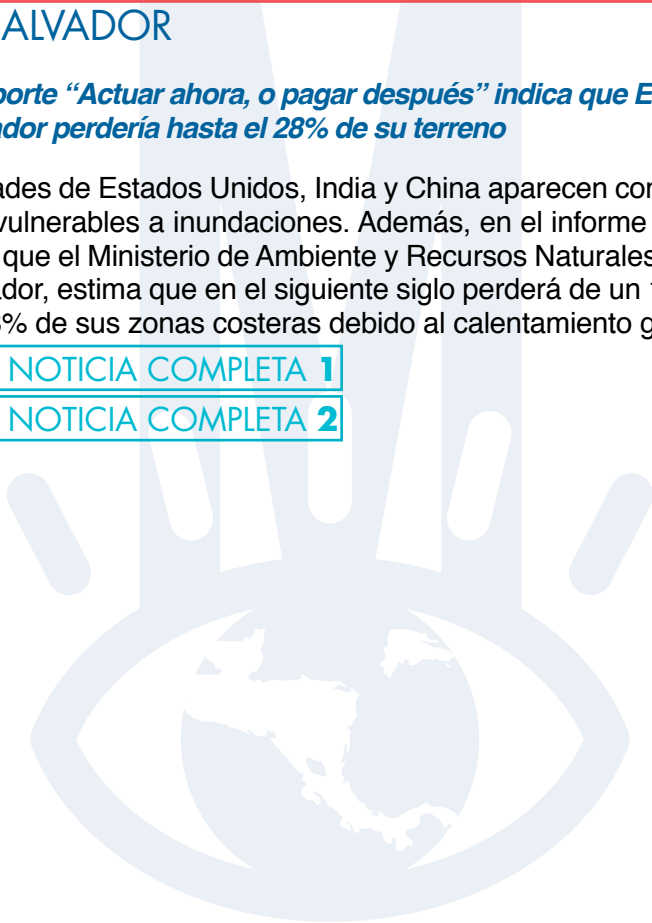 ALVADOR
porte “Actuar ahora, o pagar después” indica que E
ador perdería hasta el 28% de su terreno
ades de Estados Unidos, India y China aparecen con
vulnerables a inundaciones. Además, en el informe
que el Ministerio de Ambiente y Recursos Naturales
ador, estima que en el siguiente siglo perderá de un
% de sus zonas costeras debido al calentamiento g
NOTICIA COMPLETA 1
NOTICIA COMPLETA 2